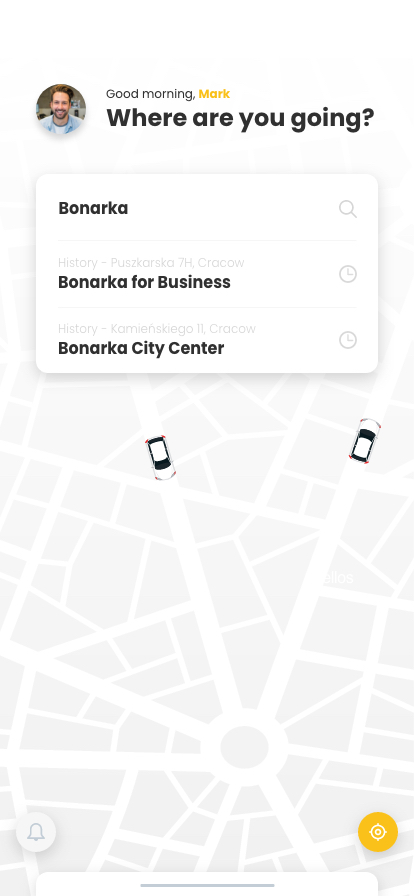 Good morning, Mark
Where are you going?
Bonarka
History - Puszkarska 7H, Cracow
Bonarka for Business
History - Kamieńskiego 11, Cracow
Bonarka City Center